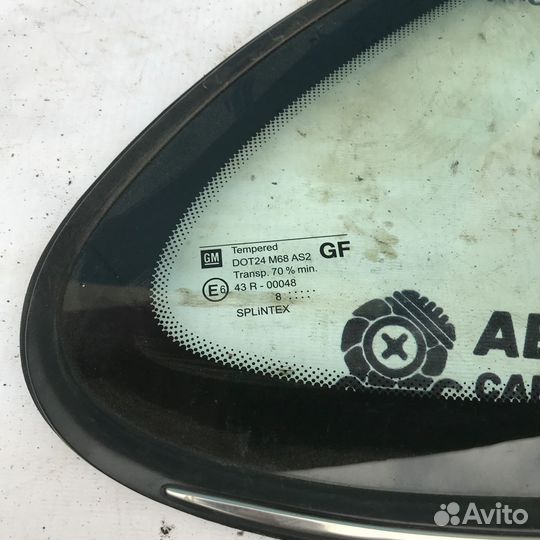 GM
Tempered
DOT24 M68 AS2 GF
Transp. 70 % min.
E6 43 R - 00048
8 :....:
SPLiNTEX
Avito